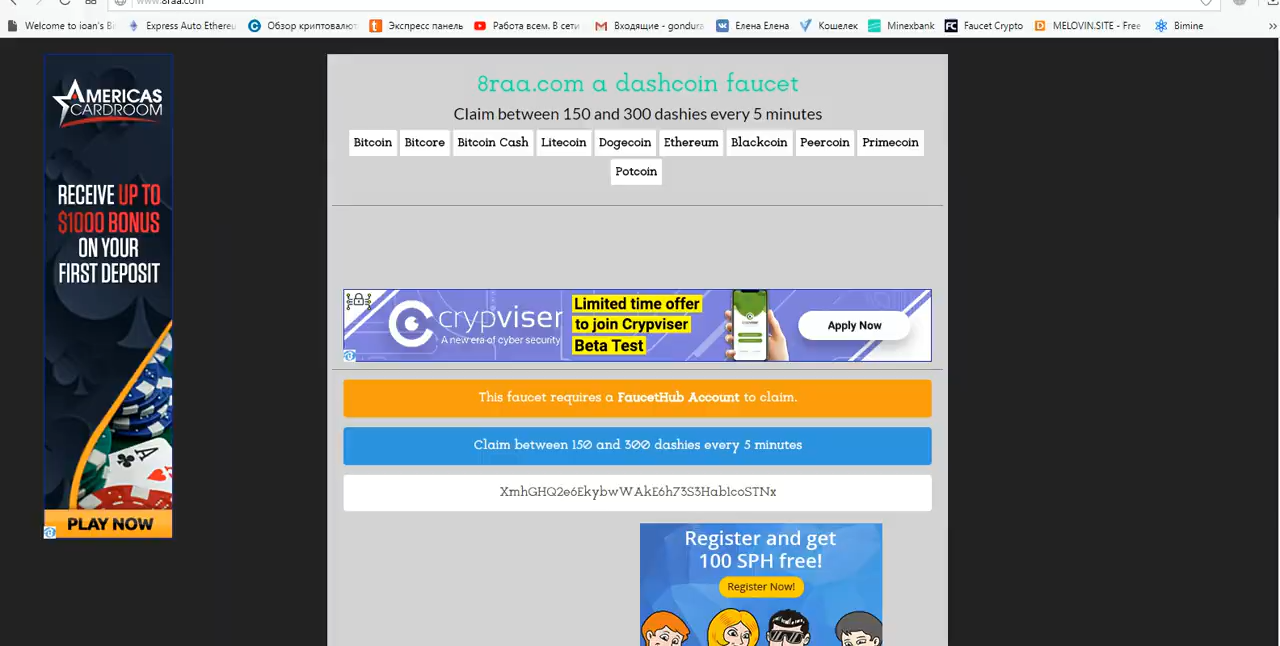 www.8raa.com
Welcome to ioan's Bi
Express Auto Ethereu
Обзор криптовалют
Экспресс панель
Работа всем. В сети
Входящие - gondura
Елена Елена
Кошелек
Minexbank
Faucet Crypto
MELOVIN.SITE - Free
Bimine
8raa.com a dashcoin faucet
Claim between 150 and 300 dashies every 5 minutes
Bitcoin Bitcore Bitcoin Cash Litecoin Dogecoin Ethereum Blackcoin Peercoin Primecoin
Potcoin
AMERICAS
CARDROOM
RECEIVE UP TO
$1000 BONUS
ON YOUR
FIRST DEPOSIT
PLAY NOW
crypviser
A new era of cyber security
Limited time offer
to join Crypviser
Beta Test
Apply Now
This faucet requires a FaucetHub Account to claim.
Claim between 150 and 300 dashies every 5 minutes
XmhGHQ2e6EkybwWAkE6h73S3HablcoSTNx
Register and get
100 SPH free!
Register Now!